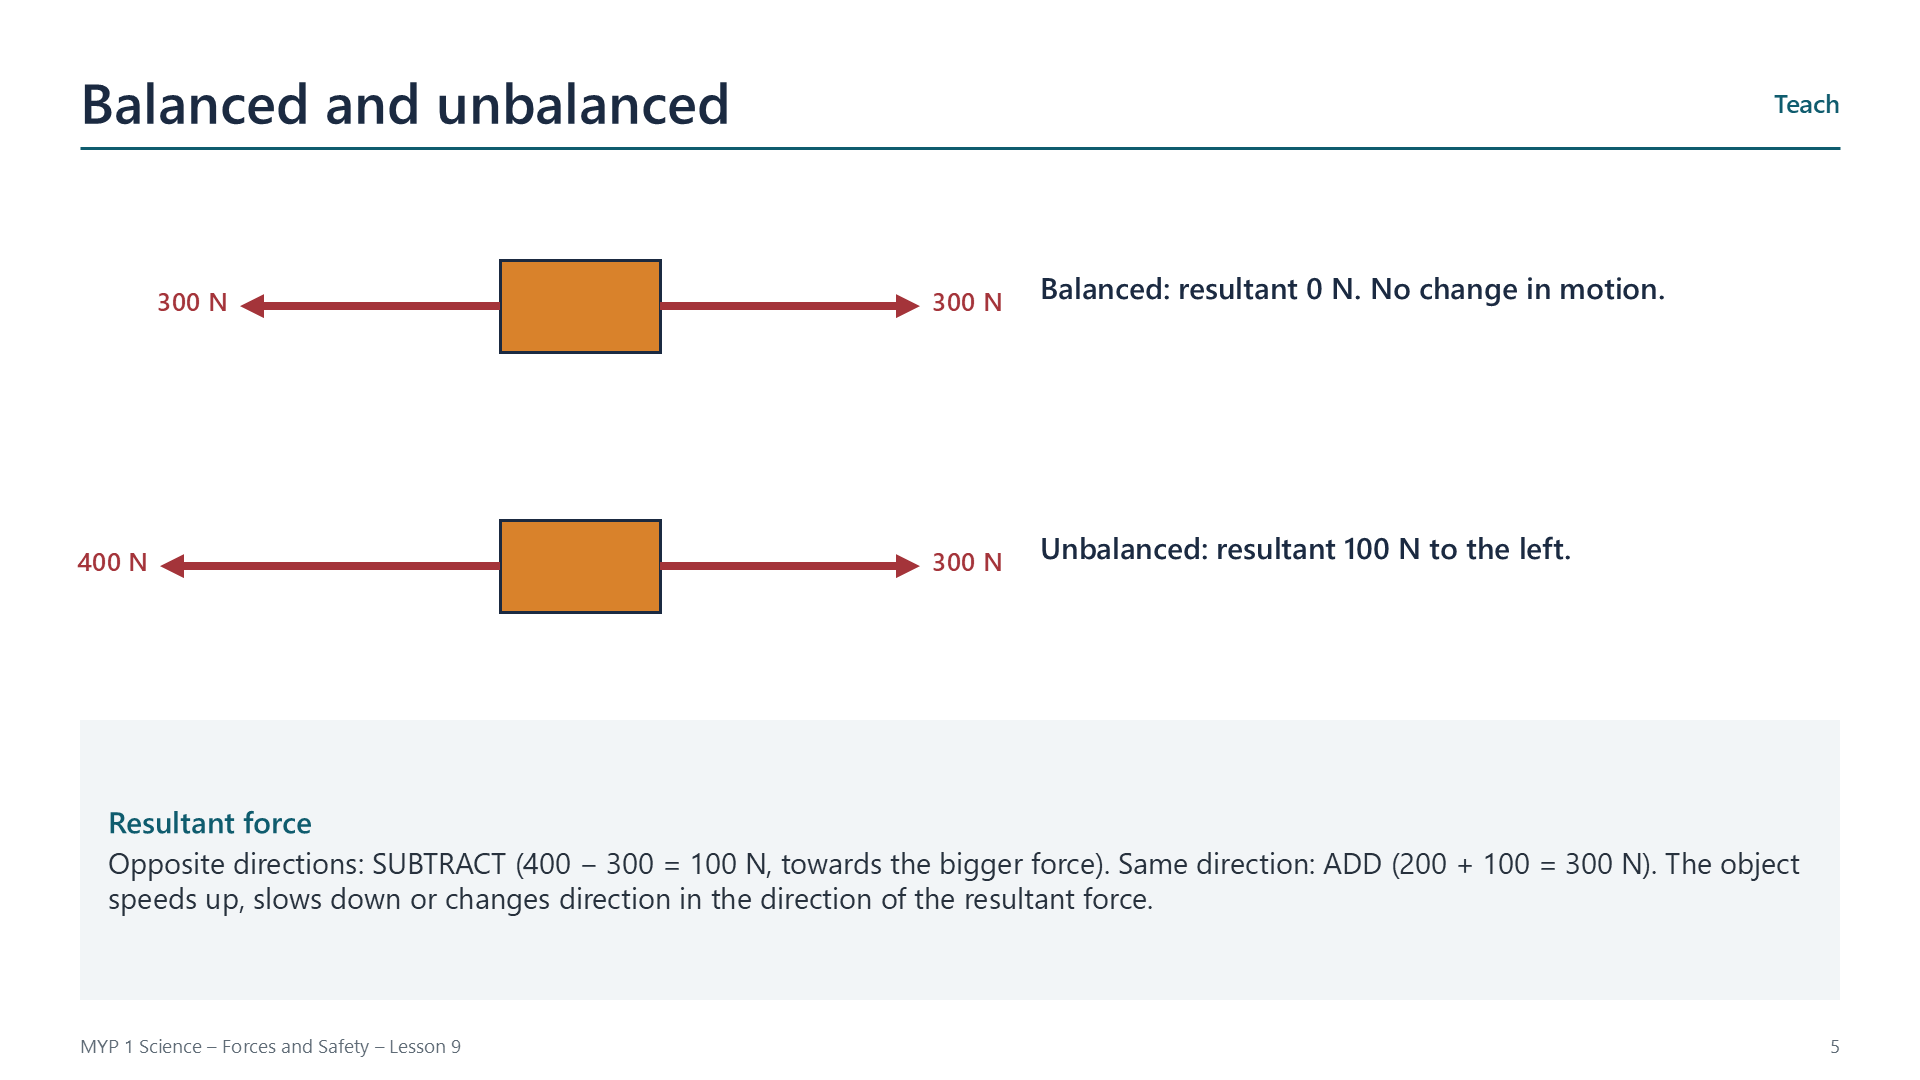 Balanced and unbalanced
Teach
300 N
300 N
Balanced: resultant 0 N. No change in motion.
400 N
300 N
Unbalanced: resultant 100 N to the left.
Resultant force
Opposite directions: SUBTRACT (400 − 300 = 100 N, towards the bigger force). Same direction: ADD (200 + 100 = 300 N). The object
speeds up, slows down or changes direction in the direction of the resultant force.
MYP 1 Science – Forces and Safety – Lesson 9
5